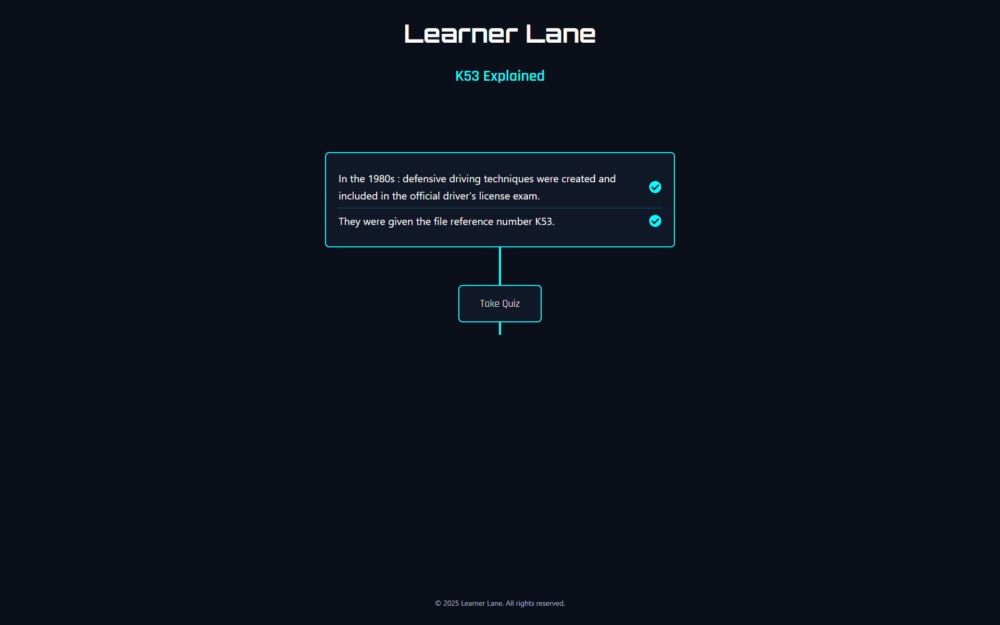 Learner Lane
K53 Explained
In the 1980s : defensive driving techniques were created and
included in the official driver's license exam.
They were given the file reference number K53.
Take Quiz
© 2025 Learner Lane. All rights reserved.